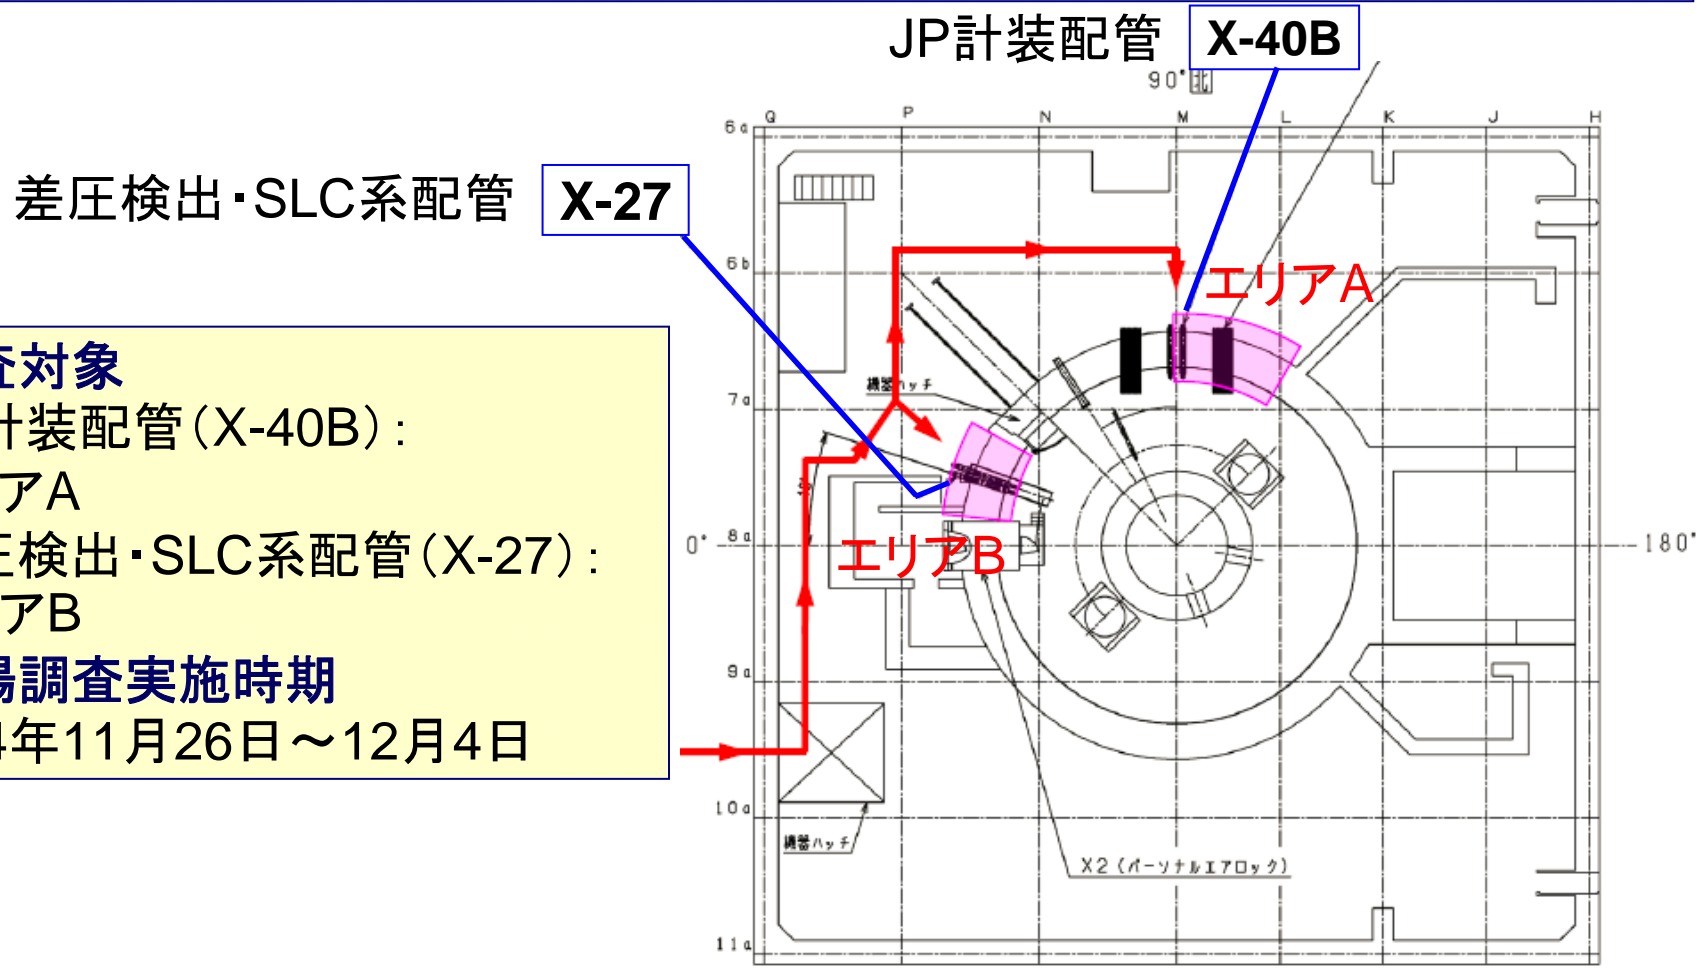 JP計装配管 X-40B
90°北
Q P N M L K J H
6a
差圧検出・SLC系配管 X-27
6b
エリアA
査対象
機器ハッチ
7a
計装配管(X-40B):
アA
圧検出・SLC系配管(X-27):
0° 8a 180°
エリアB
アB
場調査実施時期
9a
4年11月26日~12月4日
10a
機器ハッチ
X2(パーソナルエアロック)
11a